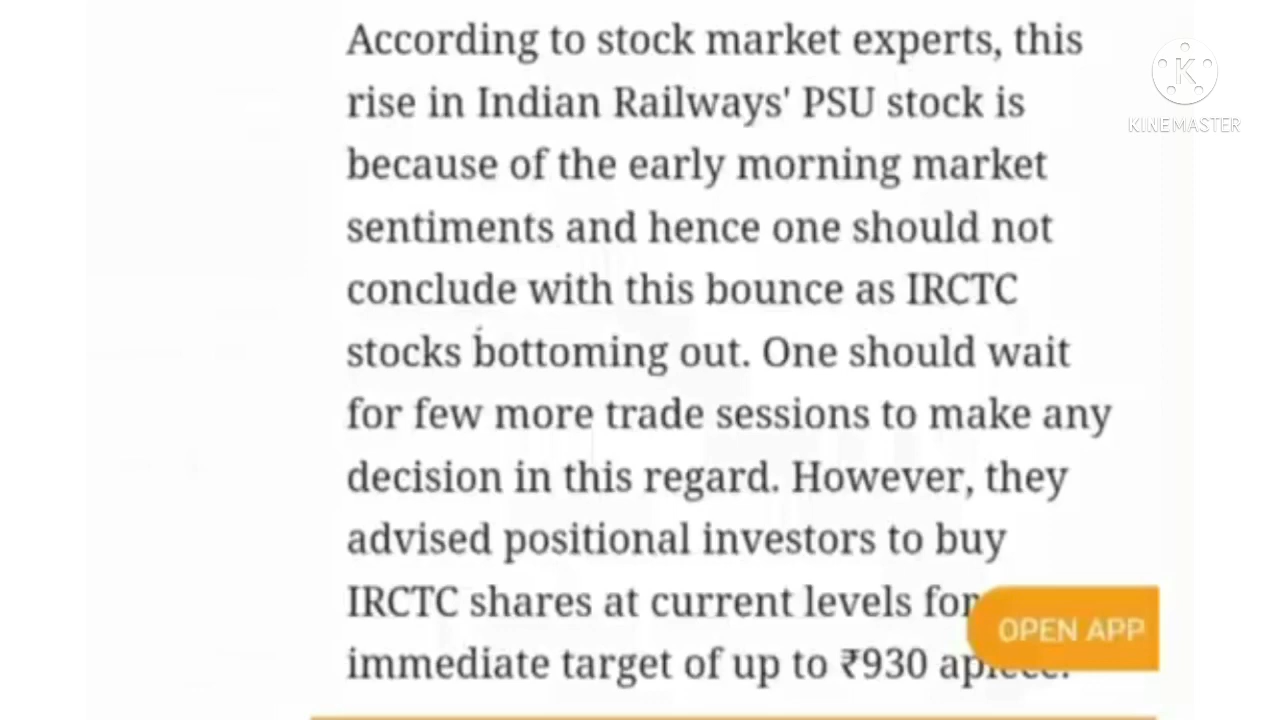 According to stock market experts, this
rise in Indian Railways' PSU stock is
because of the early morning market
sentiments and hence one should not
conclude with this bounce as IRCTC
stocks bottoming out. One should wait
for few more trade sessions to make any
decision in this regard. However, they
advised positional investors to buy
IRCTC shares at current levels for
immediate target of up to ₹930 apiece.
OPEN APP
K
KINEMASTER